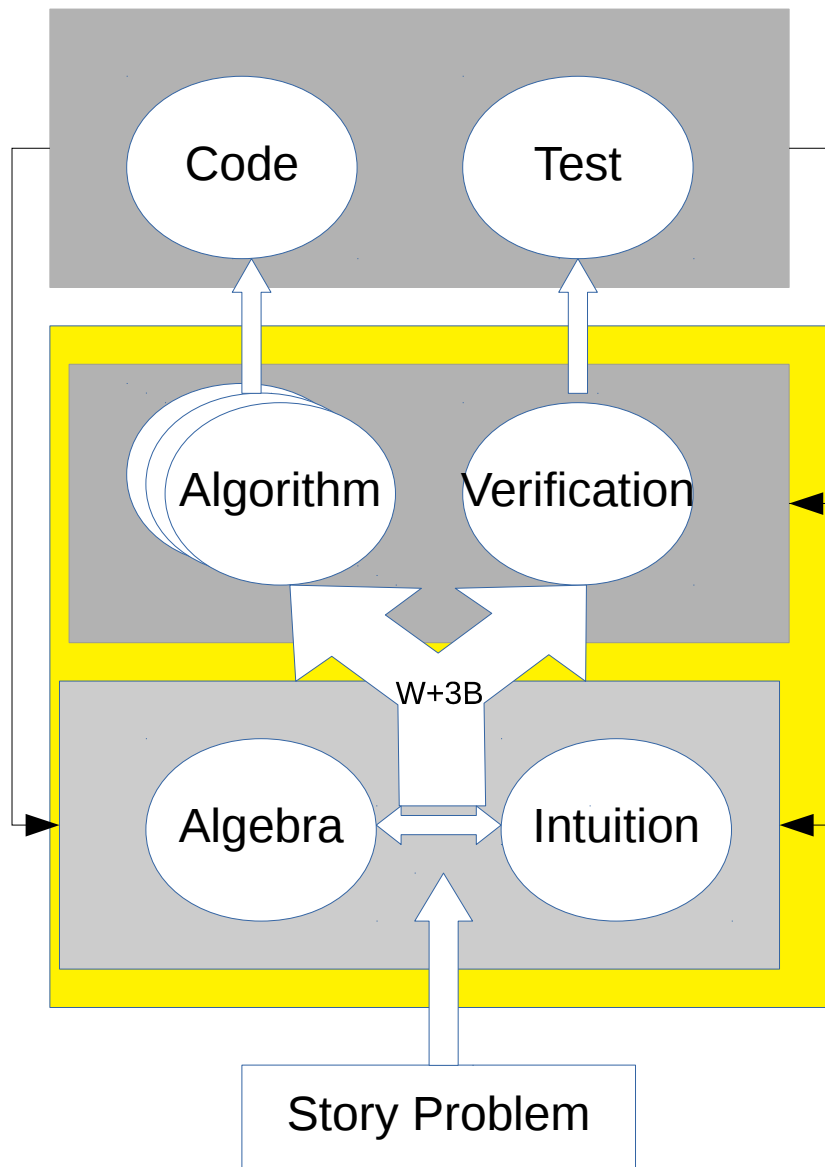 Code
Test
Algorithm
Verification
W+3B
Algebra
Intuition
Story Problem